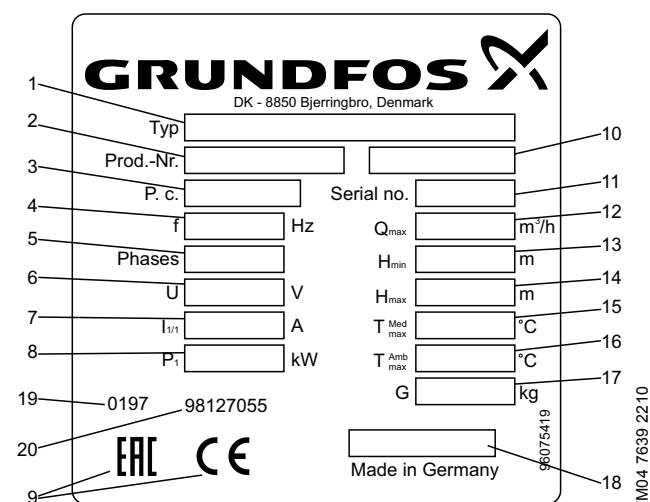 GRUNDFOS
DK - 8850 Bjerringbro, Denmark
1 Typ
2 Prod.-Nr. 10
3 P. c. Serial no. 11
4 f Hz Qmax m³/h 12
5 Phases Hmin m 13
6 U V Hmax m 14
7 I1/1 A T Med max °C 15
8 P1 kW T Amb max °C 16
G kg 17
19 0197 98127055
20
9 EAC CE
Made in Germany 18
96075419
M04 7639 2210